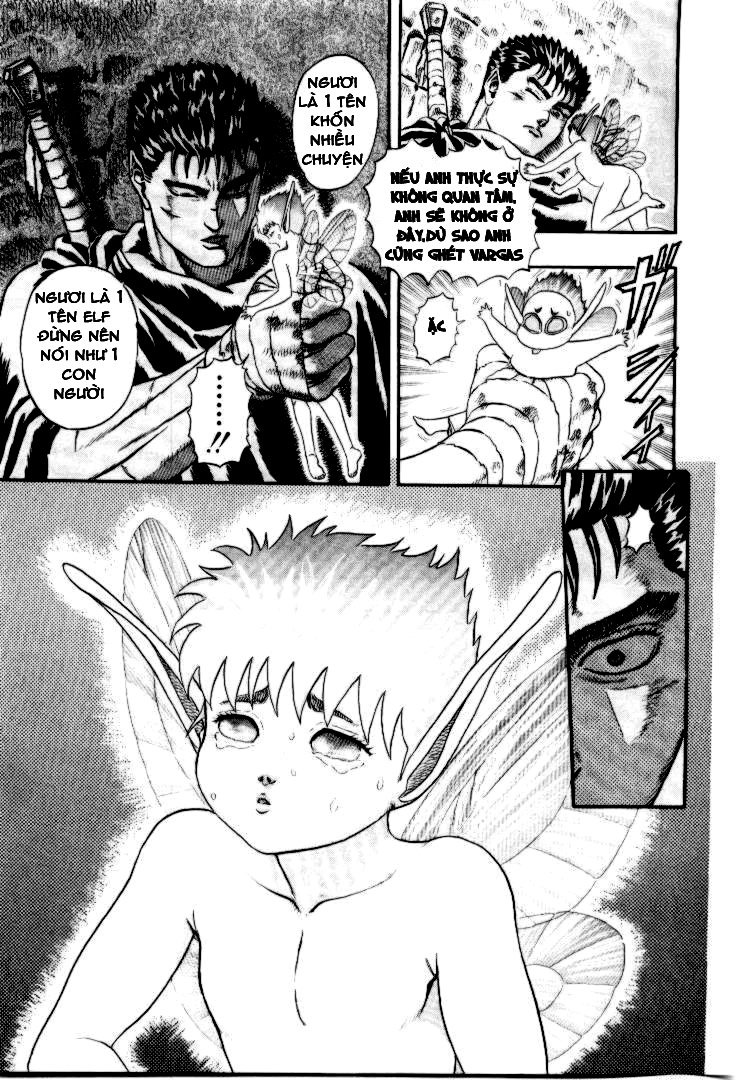 NẾU ANH THỰC SỰ
KHÔNG QUAN TÂM,
ANH SẼ KHÔNG Ở
ĐÂY,DÙ SAO ANH
CŨNG GHÉT VARGAS
ẶC
ガシィィ
NGƯƠI
LÀ 1 TÊN
KHỐN
NHIỀU
CHUYỆN
NGƯƠI LÀ 1
TÊN ELF
ĐỪNG NÊN
NÓI NHƯ 1
CON
NGƯỜI
......!!